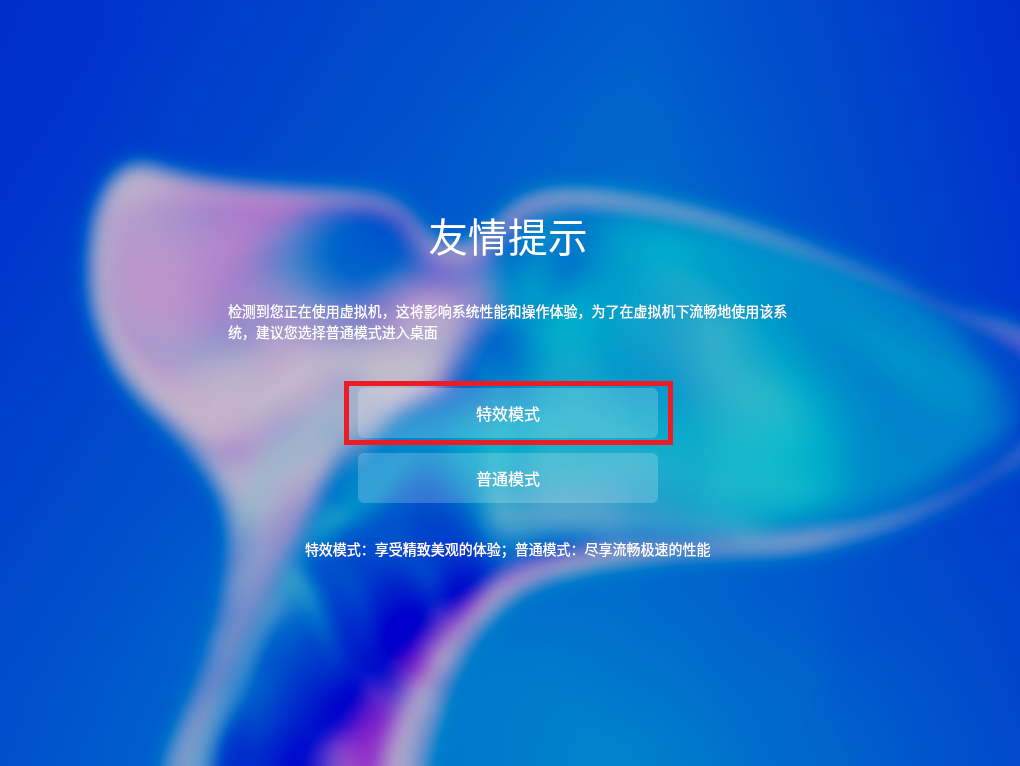 友情提示
检测到您正在使用虚拟机，这将影响系统性能和操作体验，为了在虚拟机下流畅地使用该系
统，建议您选择普通模式进入桌面
特效模式
普通模式
特效模式：享受精致美观的体验；普通模式：尽享流畅极速的性能